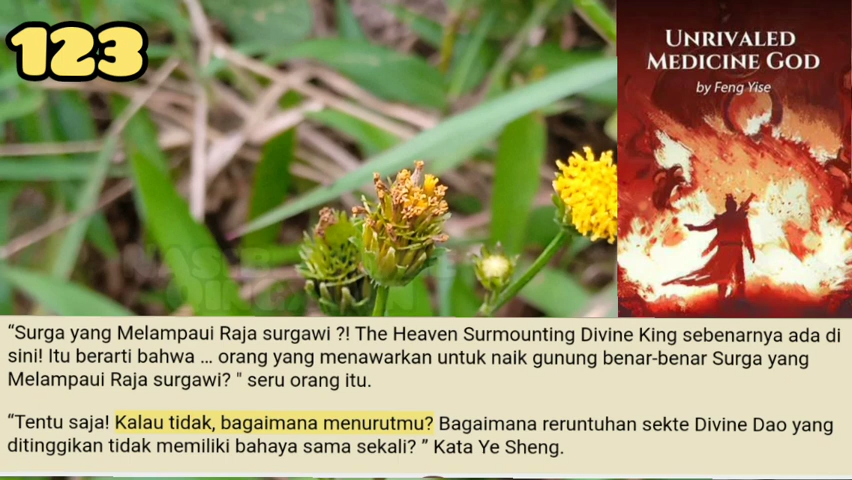 123
UNRIVALED
MEDICINE GOD
by Feng Yise
“Surga yang Melampaui Raja surgawi ?! The Heaven Surmounting Divine King sebenarnya ada di
sini! Itu berarti bahwa ... orang yang menawarkan untuk naik gunung benar-benar Surga yang
Melampaui Raja surgawi? " seru orang itu.
“Tentu saja! Kalau tidak, bagaimana menurutmu? Bagaimana reruntuhan sekte Divine Dao yang
ditinggikan tidak memiliki bahaya sama sekali? ” Kata Ye Sheng.